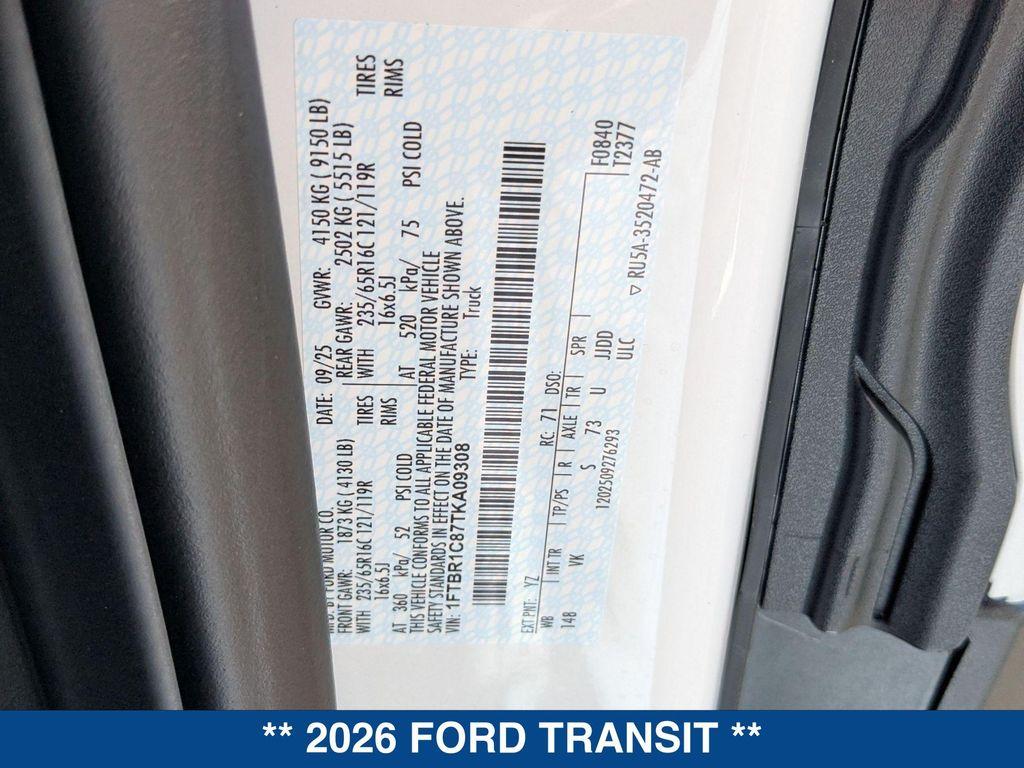 MFD. BY FORD MOTOR CO.
DATE: 09/25 GVWR: 4150 KG ( 9150 LB)
FRONT GAWR: 1873 KG ( 4130 LB)
REAR GAWR: 2502 KG ( 5515 LB)
WITH 235/65R16C 121/119R TIRES
WITH 235/65R16C 121/119R TIRES
16x6.5J RIMS
16x6.5J RIMS
AT 360 kPa/ 52 PSI COLD
AT 520 kPa/ 75 PSI COLD
THIS VEHICLE CONFORMS TO ALL APPLICABLE FEDERAL MOTOR VEHICLE
SAFETY STANDARDS IN EFFECT ON THE DATE OF MANUFACTURE SHOWN ABOVE.
VIN: 1FTBR1C87TKA09308 TYPE: Truck
EXT PNT: YZ RC: 71 DSO: F0840
WB INT TR TP/PS R AXLE TR SPR T2377
148 VK S 73 U JJDD
1Z02509276293 ULC
▽ RU5A-3520472-AB
** 2026 FORD TRANSIT **